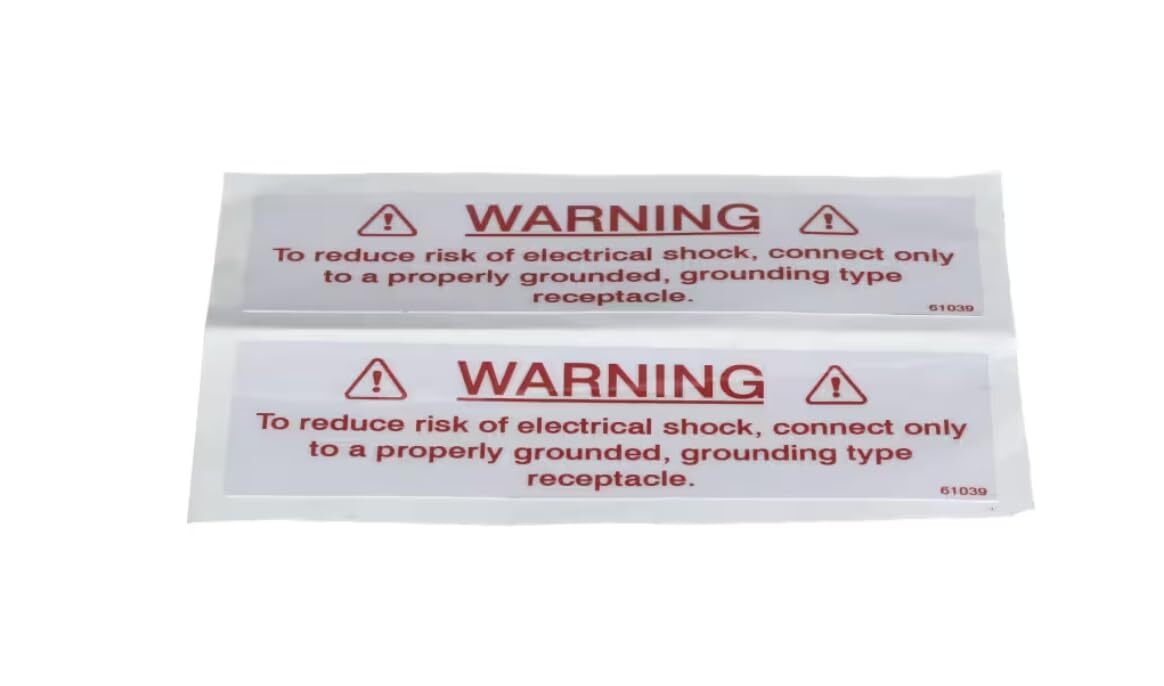 WARNING
To reduce risk of electrical shock, connect only
to a properly grounded, grounding type
receptacle.
61039
WARNING
To reduce risk of electrical shock, connect only
to a properly grounded, grounding type
receptacle.
61039